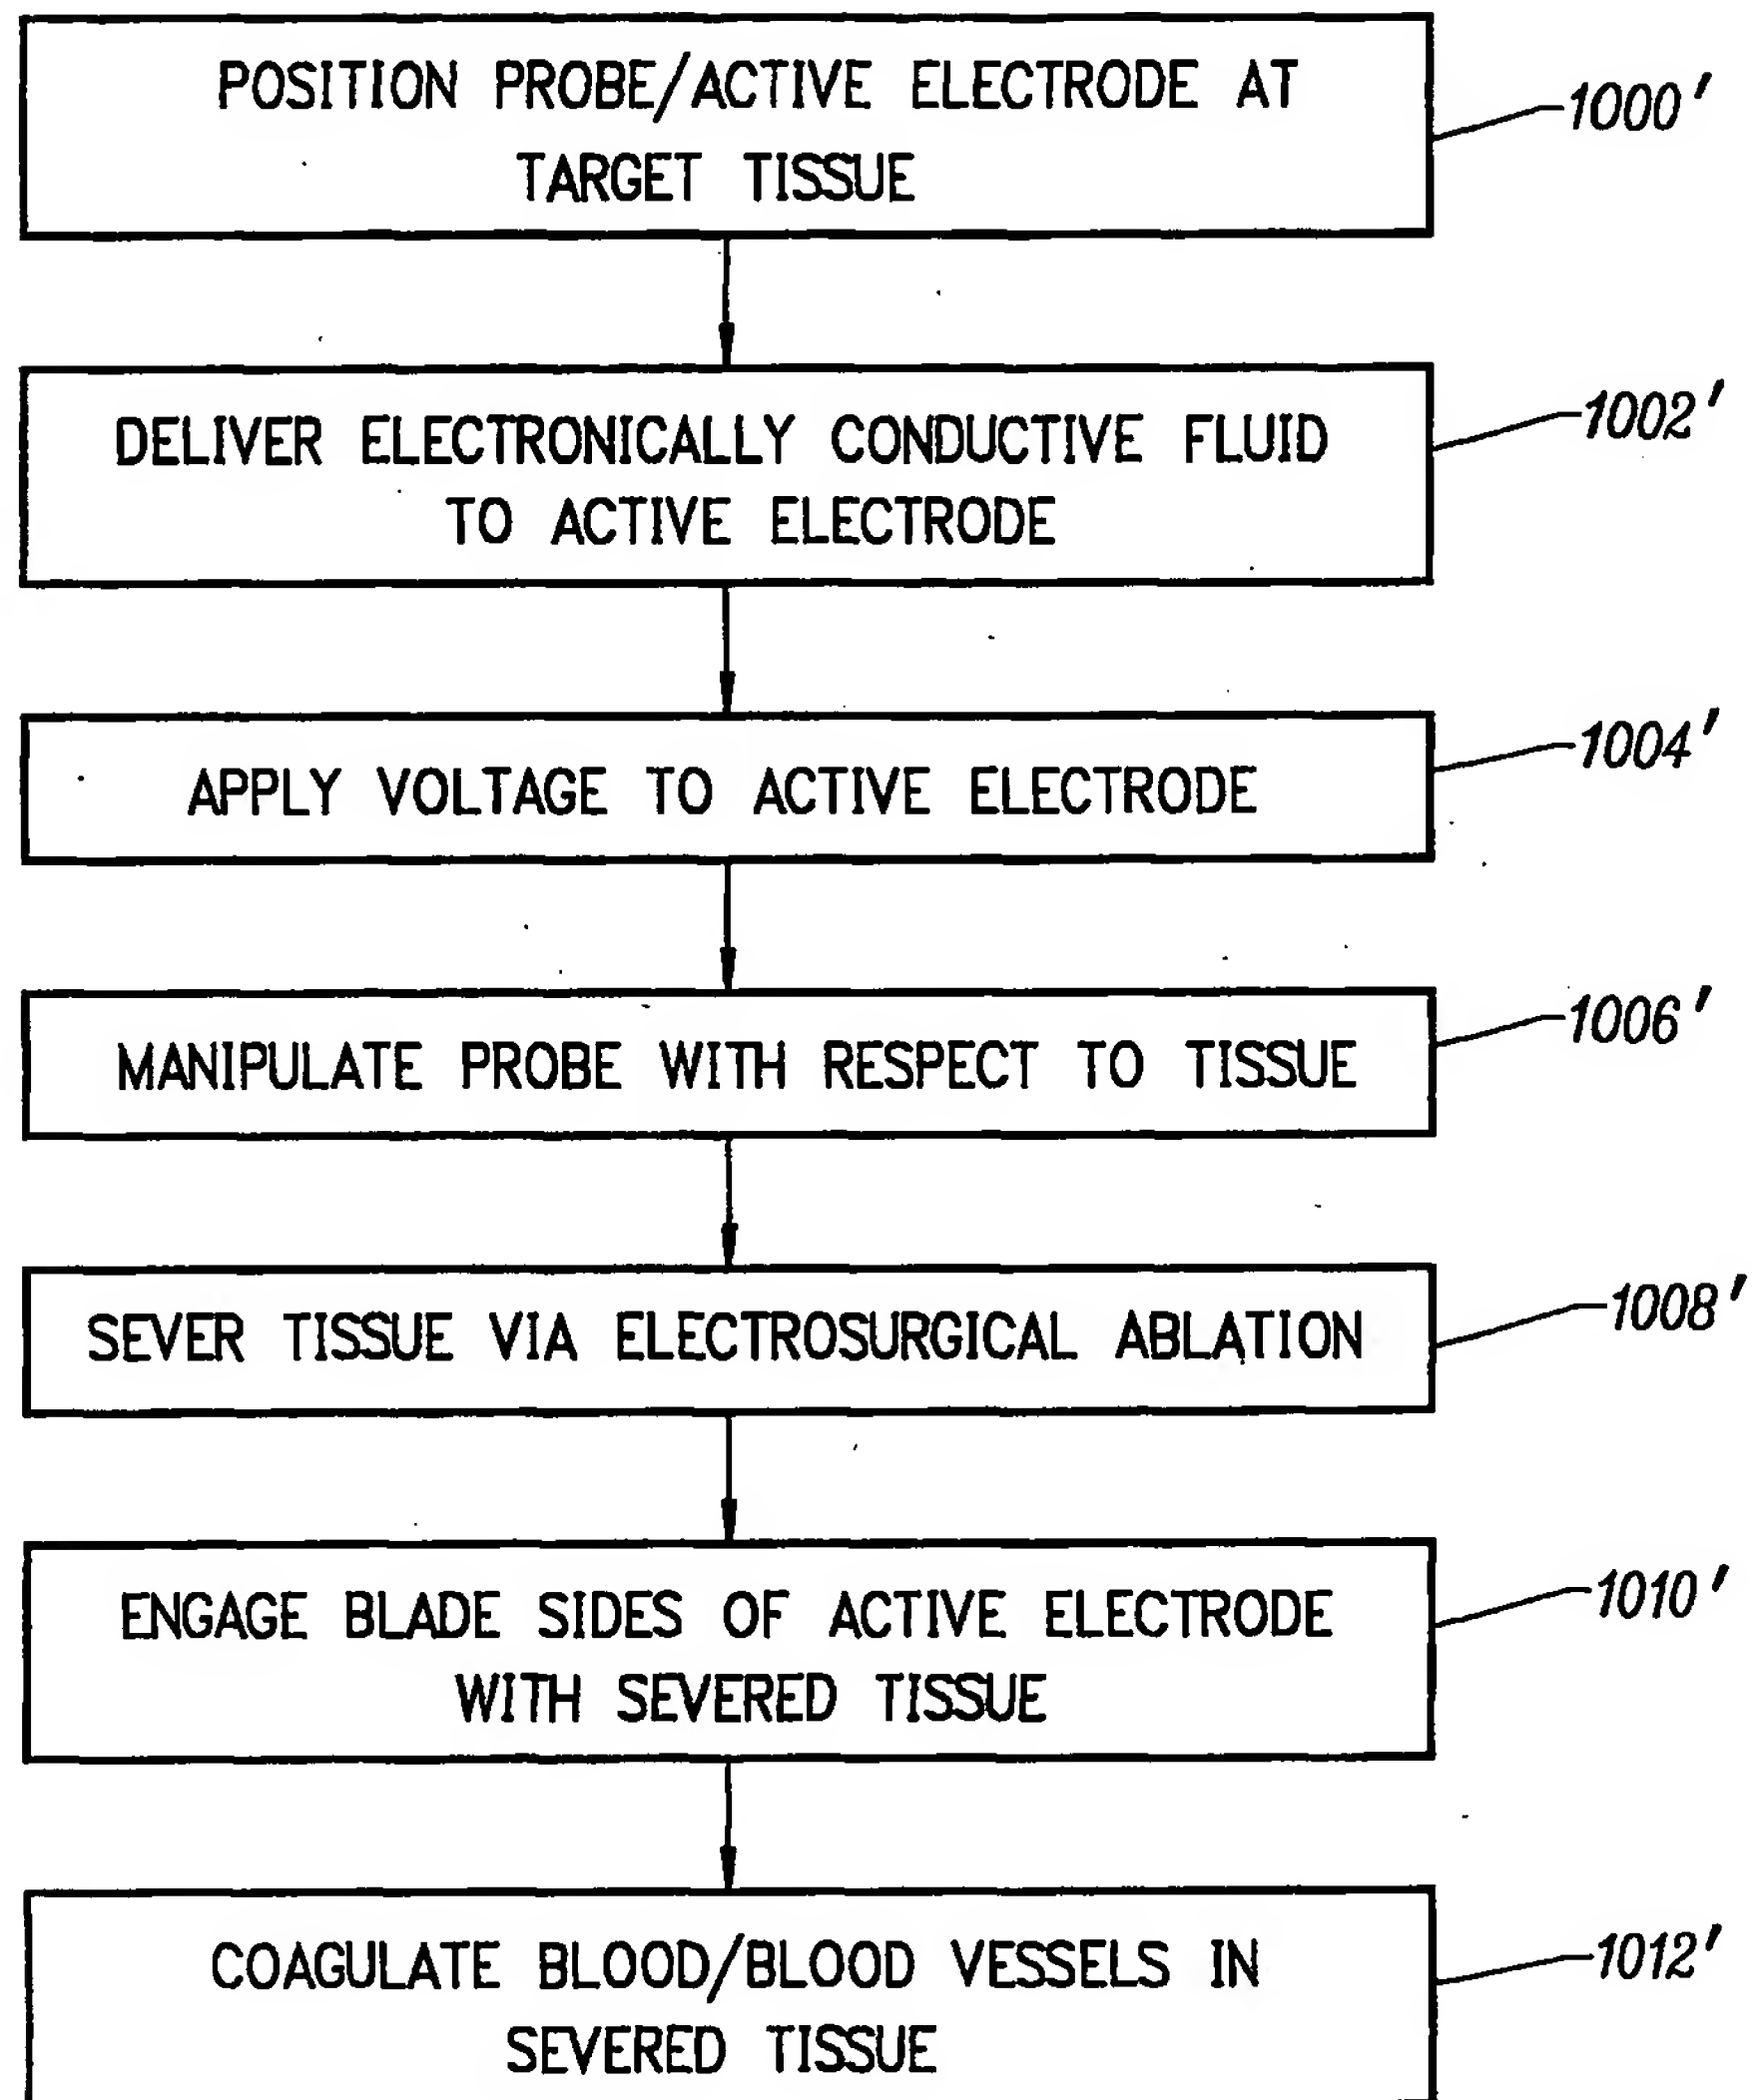 POSITION PROBE/ACTIVE ELECTRODE AT
TARGET TISSUE
1000'
DELIVER ELECTRONICALLY CONDUCTIVE FLUID
TO ACTIVE ELECTRODE
1002'
APPLY VOLTAGE TO ACTIVE ELECTRODE
1004'
MANIPULATE PROBE WITH RESPECT TO TISSUE
1006'
SEVER TISSUE VIA ELECTROSURGICAL ABLATION
1008'
ENGAGE BLADE SIDES OF ACTIVE ELECTRODE
WITH SEVERED TISSUE
1010'
COAGULATE BLOOD/BLOOD VESSELS IN
SEVERED TISSUE
1012'